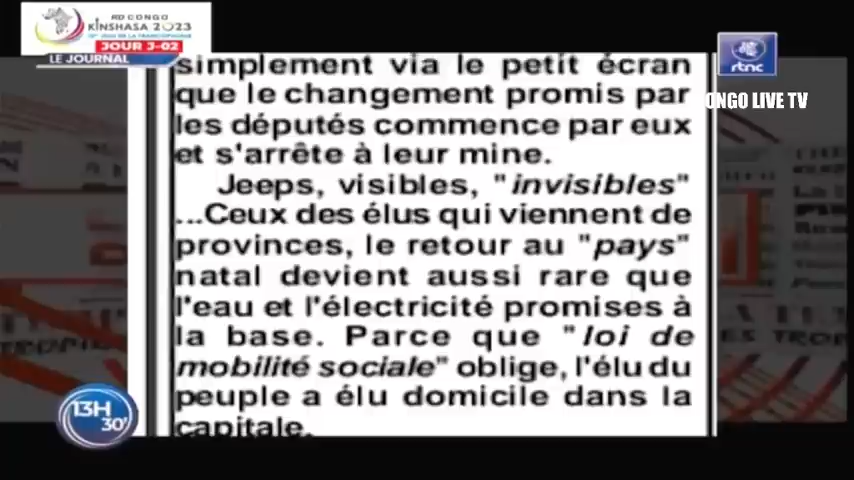 RD CONGO
KINSHASA 2023
JOUR J-02
LE JOURNAL
rtnc
ONGO LIVE TV
simplement via le petit écran
que le changement promis par
les députés commence par eux
et s'arrête à leur mine.
Jeeps, visibles, "invisibles"
...Ceux des élus qui viennent de
provinces, le retour au "pays"
natal devient aussi rare que
l'eau et l'électricité promises à
la base. Parce que "loi de
mobilité sociale" oblige, l'élu du
peuple a élu domicile dans la
capitale.
13H
30'